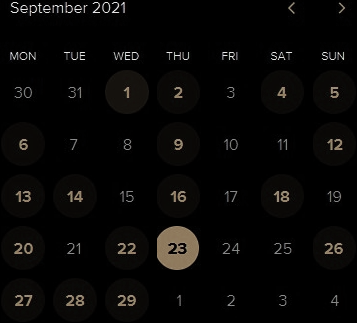 September 2021
MON TUE WED THU FRI SAT SUN
30 31 1 2 3 4 5
6 7 8 9 10 11 12
13 14 15 16 17 18 19
20 21 22 23 24 25 26
27 28 29 1 2 3 4